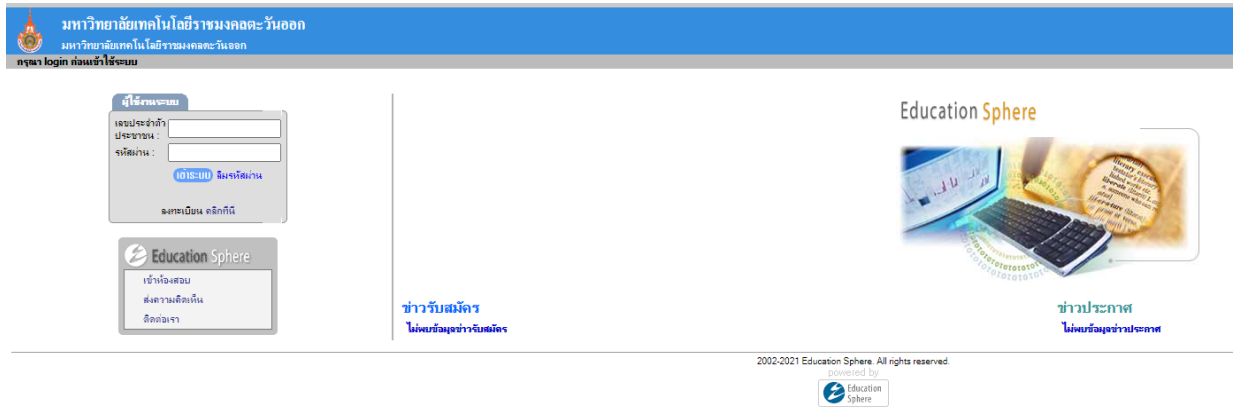 มหาวิทยาลัยเทคโนโลยีราชมงคลตะวันออก
มหาวิทยาลัยเทคโนโลยีราชมงคลตะวันออก
กรุณา login ก่อนเข้าใช้ระบบ
ผู้ใช้งานระบบ
เลขประจำตัว
ประชาชน :
รหัสผ่าน :
เข้าระบบ ลืมรหัสผ่าน
ลงทะเบียน คลิกที่นี่
Education Sphere
เข้าห้องสอบ
ส่งความคิดเห็น
ติดต่อเรา
Education Sphere
ข่าวรับสมัคร
ไม่พบข้อมูลข่าวรับสมัคร
ข่าวประกาศ
ไม่พบข้อมูลข่าวประกาศ
2002-2021 Education Sphere. All rights reserved.
powered by
Education
Sphere